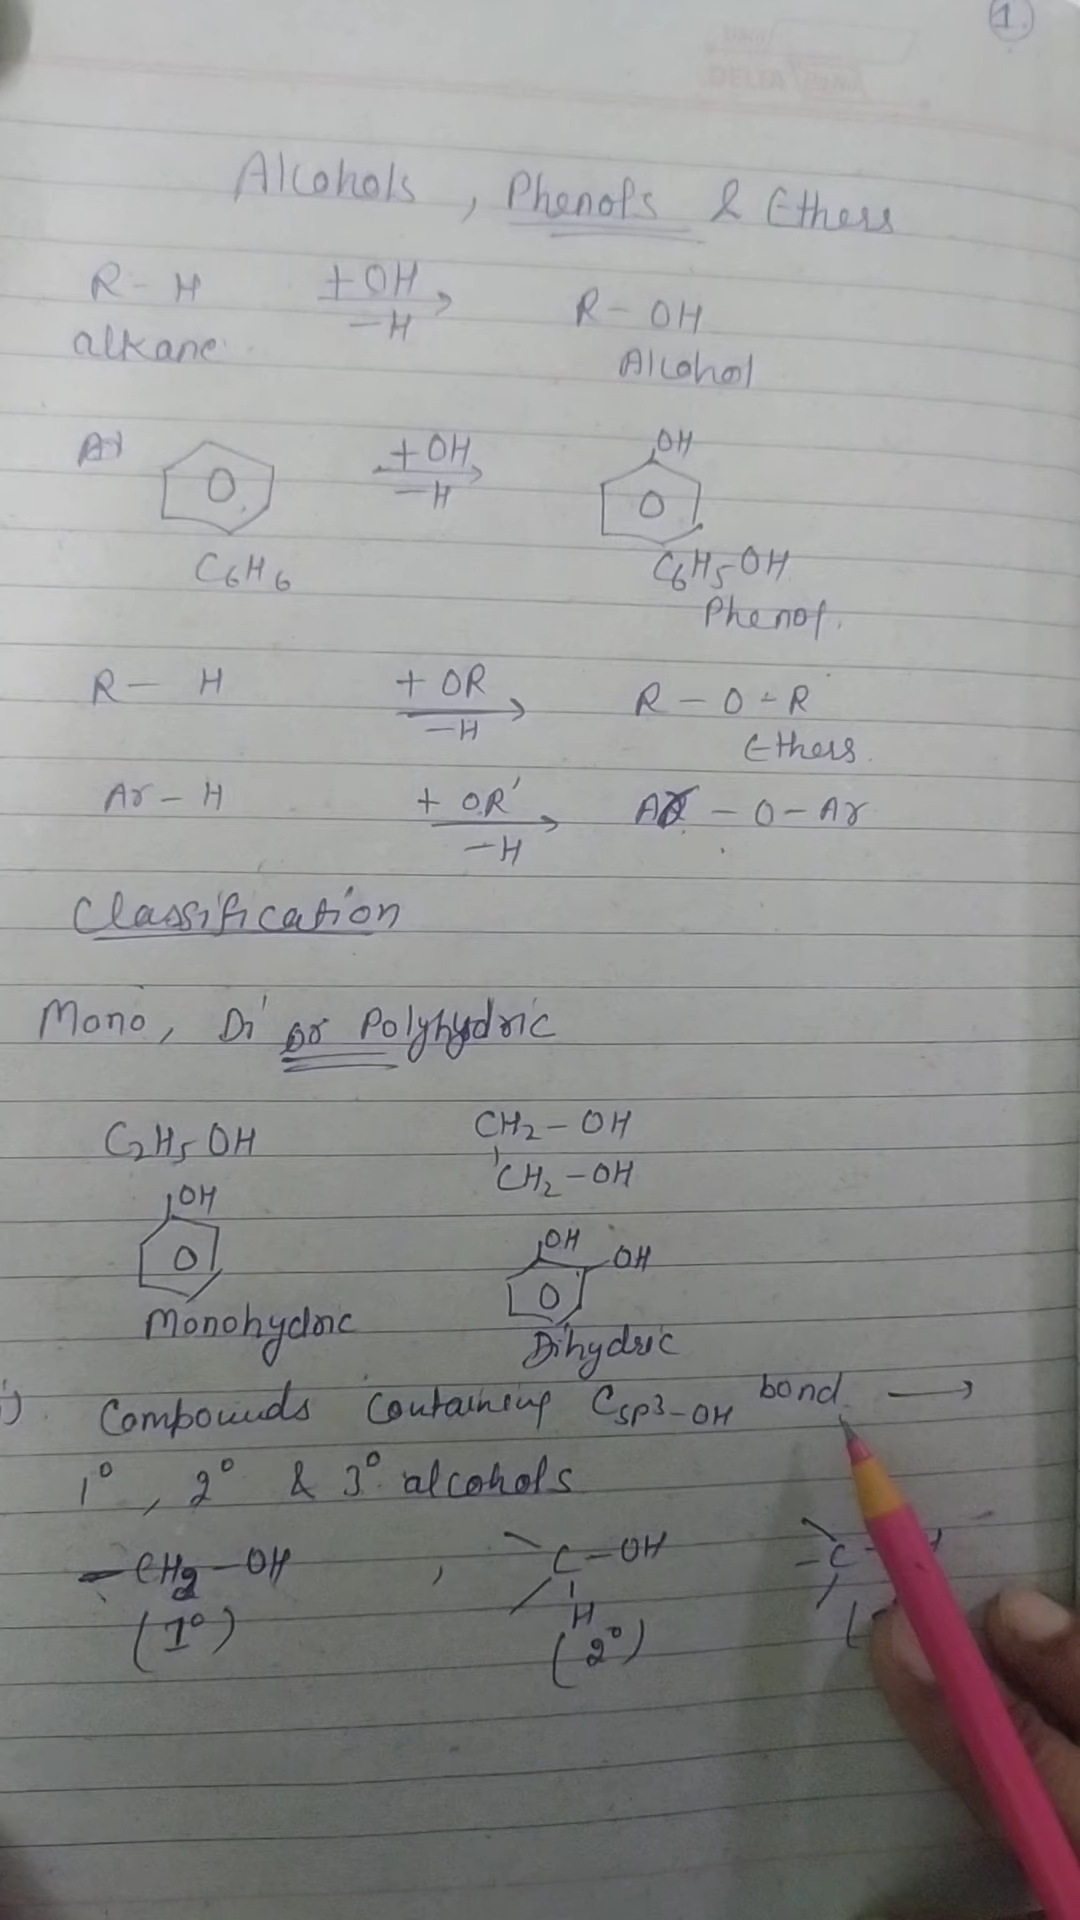 1.
Alcohols, Phenols & Ethers
R - H +OH -H → R - OH
alkane Alcohol
Ar +OH -H → OH
C6H6 C6H5OH
Phenol.
R - H + OR -H → R - O - R
Ethers.
Ar - H + OR' -H → Ar - O - Ar
Classification
Mono, Di or Polyhydric
C2H5OH CH2 - OH
CH2 - OH
OH OH OH
Monohydric Dihydric
Compounds containing Csp3-OH bond →
1°, 2° & 3° alcohols
- CH2 - OH , C - OH - C -
H
(1°) (2°)